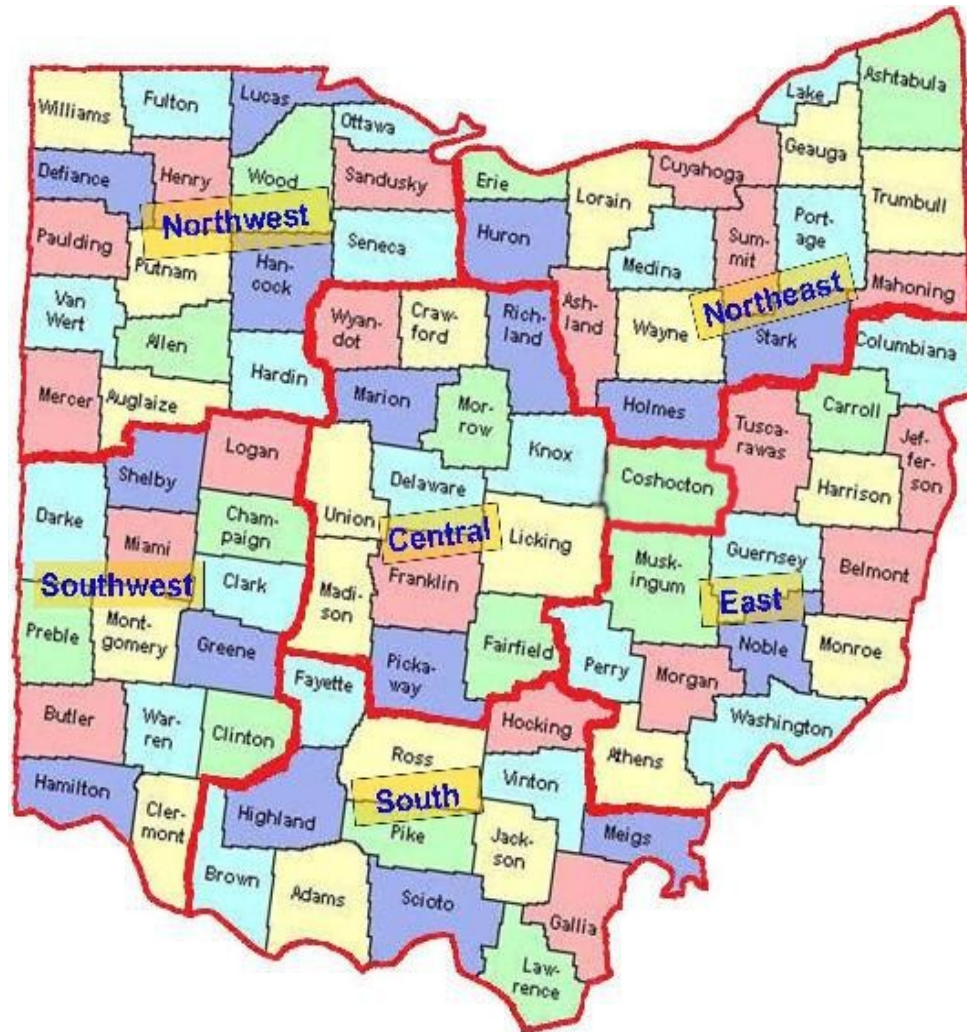 Ashtabula
Lake
Geauga
Cuyahoga
Trumbull
Williams
Fulton
Lucas
Ottawa
Defiance
Henry
Wood
Sandusky
Erie
Lorain
Northwest
Huron
Medina
Sum-
mit
Port-
age
Mahoning
Paulding
Putnam
Han-
cock
Seneca
Northeast
Van
Wert
Allen
Hardin
Wyan-
dot
Craw-
ford
Rich-
land
Ash-
land
Wayne
Stark
Columbiana
Mercer
Auglaize
Marion
Mor-
row
Knox
Holmes
Tusca-
rawas
Carroll
Jef-
fer-
son
Logan
Shelby
Union
Delaware
Coshocton
Harrison
Darke
Miami
Cham-
paign
Central
Licking
Mus-
kingum
Guernsey
Belmont
Southwest
Clark
Madi-
son
Franklin
East
Preble
Mont-
gomery
Greene
Picka-
way
Fairfield
Perry
Morgan
Noble
Monroe
Butler
War-
ren
Clinton
Fayette
Hocking
Washington
Ross
Athens
Hamilton
Cler-
mont
Highland
South
Vinton
Pike
Jack-
son
Meigs
Brown
Adams
Scioto
Gallia
Law-
rence